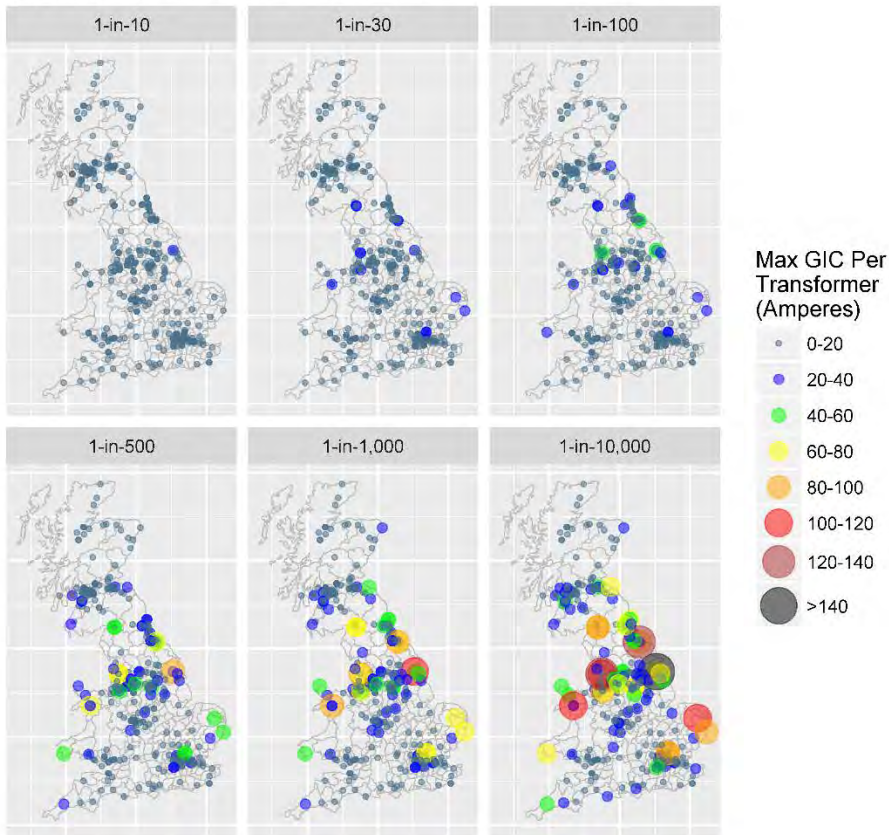 1-in-10
1-in-30
1-in-100
Max GIC Per
Transformer
(Amperes)
0-20
20-40
40-60
60-80
80-100
100-120
120-140
>140
1-in-500
1-in-1,000
1-in-10,000